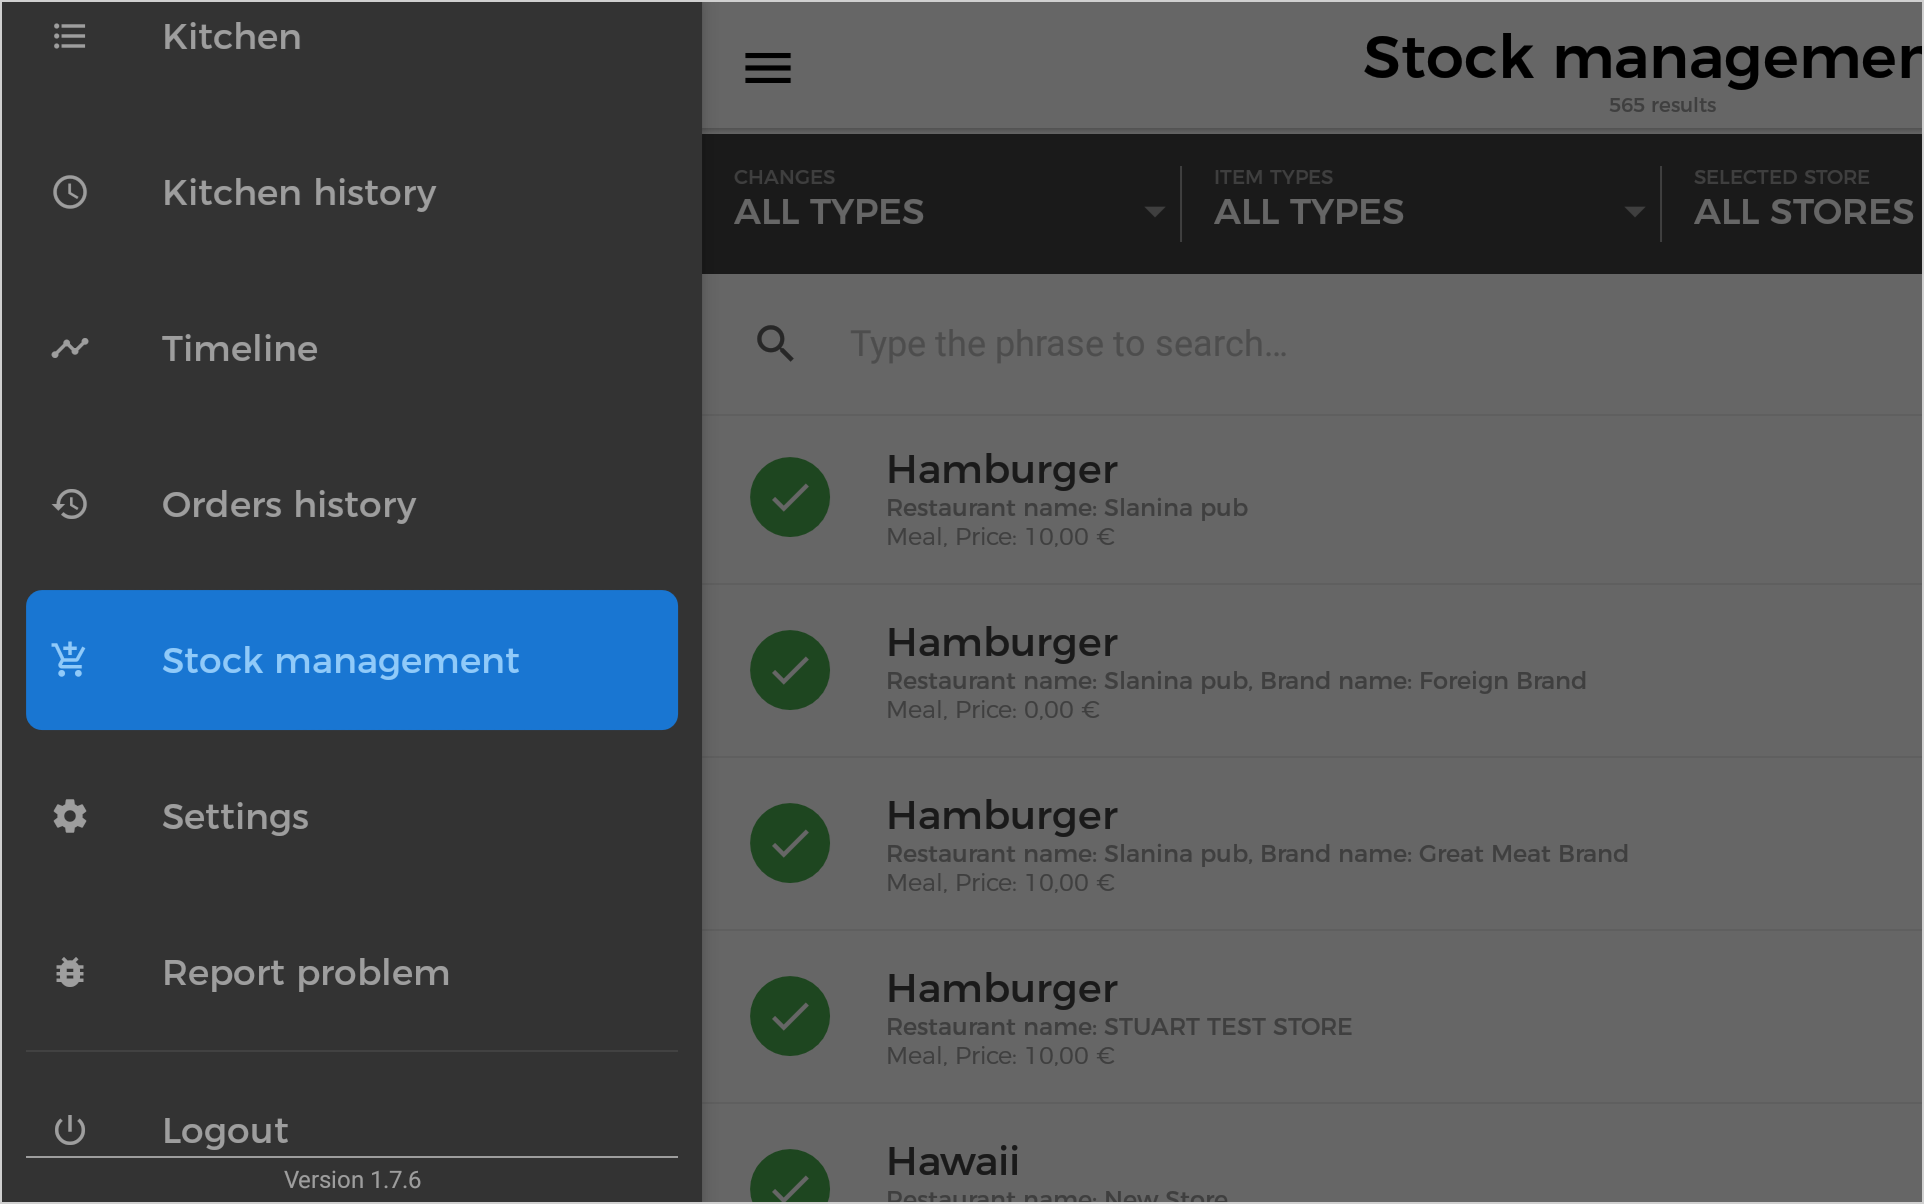 Kitchen
Kitchen history
Timeline
Orders history
Stock management
Settings
Report problem
Logout
Version 1.7.6
Stock managemen
565 results
CHANGES
ALL TYPES
ITEM TYPES
ALL TYPES
SELECTED STORE
ALL STORES
Type the phrase to search...
Hamburger
Restaurant name: Slanina pub
Meal, Price: 10,00 €
Hamburger
Restaurant name: Slanina pub, Brand name: Foreign Brand
Meal, Price: 0,00 €
Hamburger
Restaurant name: Slanina pub, Brand name: Great Meat Brand
Meal, Price: 10,00 €
Hamburger
Restaurant name: STUART TEST STORE
Meal, Price: 10,00 €
Hawaii
Restaurant name: New Store